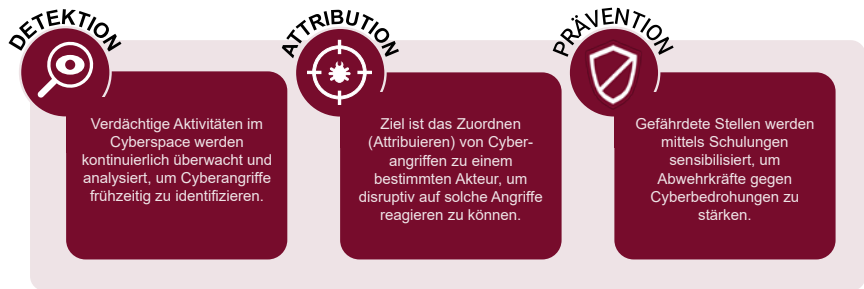 DETEKTION
Verdächtige Aktivitäten im
Cyberspace werden
kontinuierlich überwacht und
analysiert, um Cyberangriffe
frühzeitig zu identifizieren.
ATTRIBUTION
Ziel ist das Zuordnen
(Attribuieren) von Cyber-
angriffen zu einem
bestimmten Akteur, um
disruptiv auf solche Angriffe
reagieren zu können.
PRÄVENTION
Gefährdete Stellen werden
mittels Schulungen
sensibilisiert, um
Abwehrkräfte gegen
Cyberbedrohungen zu
stärken.